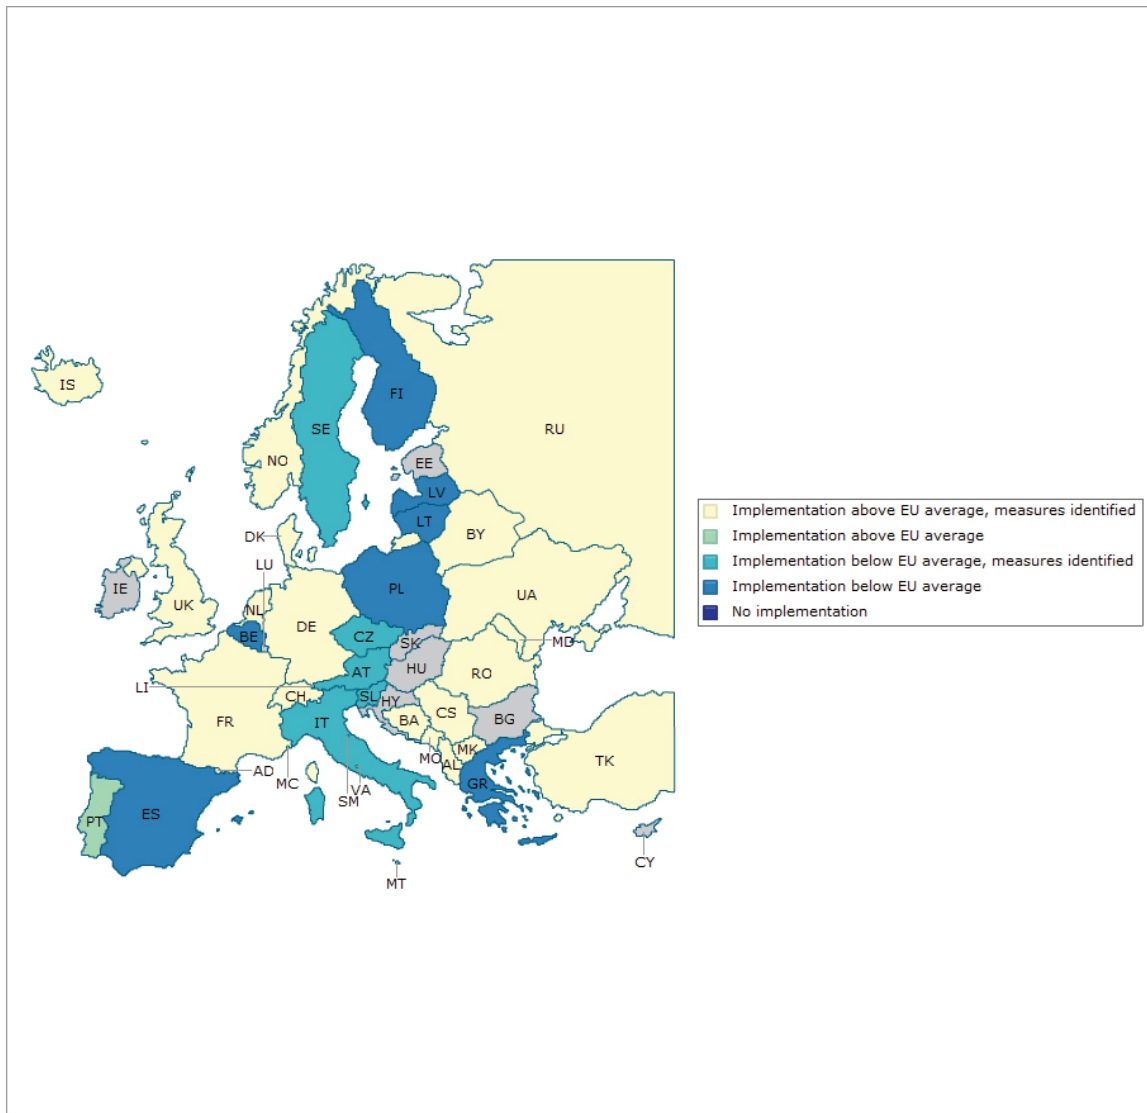 IS
FI
SE
RU
NO
EE
LV
LT
DK
BY
LU
IE
PL
UK
NL
UA
DE
BE
CZ
SK
MD
HU
AT
RO
LI
CH
SL
HY
CS
BG
FR
IT
BA
MO
MK
TK
AD
MC
AL
VA
SM
GR
ES
PT
CY
MT
Implementation above EU average, measures identified
Implementation above EU average
Implementation below EU average, measures identified
Implementation below EU average
No implementation